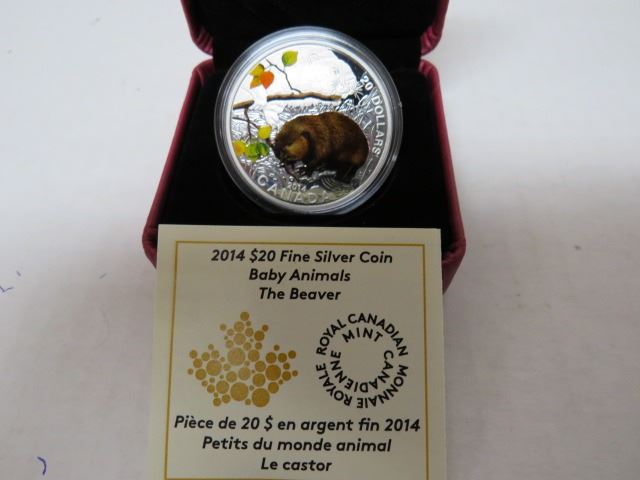 20 DOLLARS
2014
CANADA
2014 $20 Fine Silver Coin
Baby Animals
The Beaver
ROYAL CANADIAN MINT
MONNAIE ROYALE CANADIENNE
Pièce de 20 $ en argent fin 2014
Petits du monde animal
Le castor